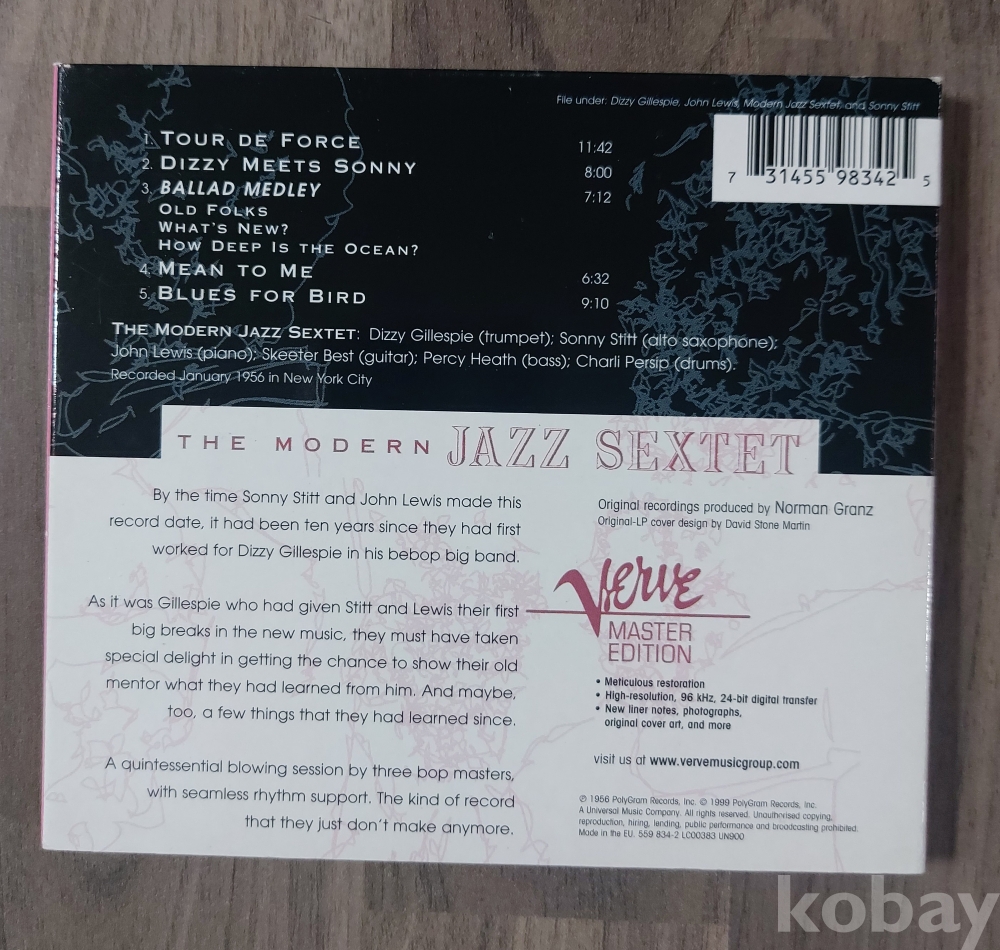 File under: Dizzy Gillespie, John Lewis, Modern Jazz Sextet, and Sonny Stitt
1. TOUR DE FORCE 11:42
2. DIZZY MEETS SONNY 8:00
3. BALLAD MEDLEY 7:12
OLD FOLKS
WHAT'S NEW?
HOW DEEP IS THE OCEAN?
4. MEAN TO ME 6:32
5. BLUES FOR BIRD 9:10
7 31455 98342 5
THE MODERN JAZZ SEXTET: Dizzy Gillespie (trumpet); Sonny Stitt (alto saxophone);
John Lewis (piano); Skeeter Best (guitar); Percy Heath (bass); Charli Persip (drums).
Recorded January 1956 in New York City
THE MODERN JAZZ SEXTET
By the time Sonny Stitt and John Lewis made this
record date, it had been ten years since they had first
worked for Dizzy Gillespie in his bebop big band.
As it was Gillespie who had given Stitt and Lewis their first
big breaks in the new music, they must have taken
special delight in getting the chance to show their old
mentor what they had learned from him. And maybe,
too, a few things that they had learned since.
A quintessential blowing session by three bop masters,
with seamless rhythm support. The kind of record
that they just don't make anymore.
Original recordings produced by Norman Granz
Original-LP cover design by David Stone Martin
Verve
MASTER
EDITION
• Meticulous restoration
• High-resolution, 96 kHz, 24-bit digital transfer
• New liner notes, photographs,
original cover art, and more
visit us at www.vervemusicgroup.com
℗ 1956 PolyGram Records, Inc. © 1999 PolyGram Records, Inc.
A Universal Music Company. All rights reserved. Unauthorised copying,
reproduction, hiring, lending, public performance and broadcasting prohibited.
Made in the EU. 559 834-2 LC00383 UN900
kobay